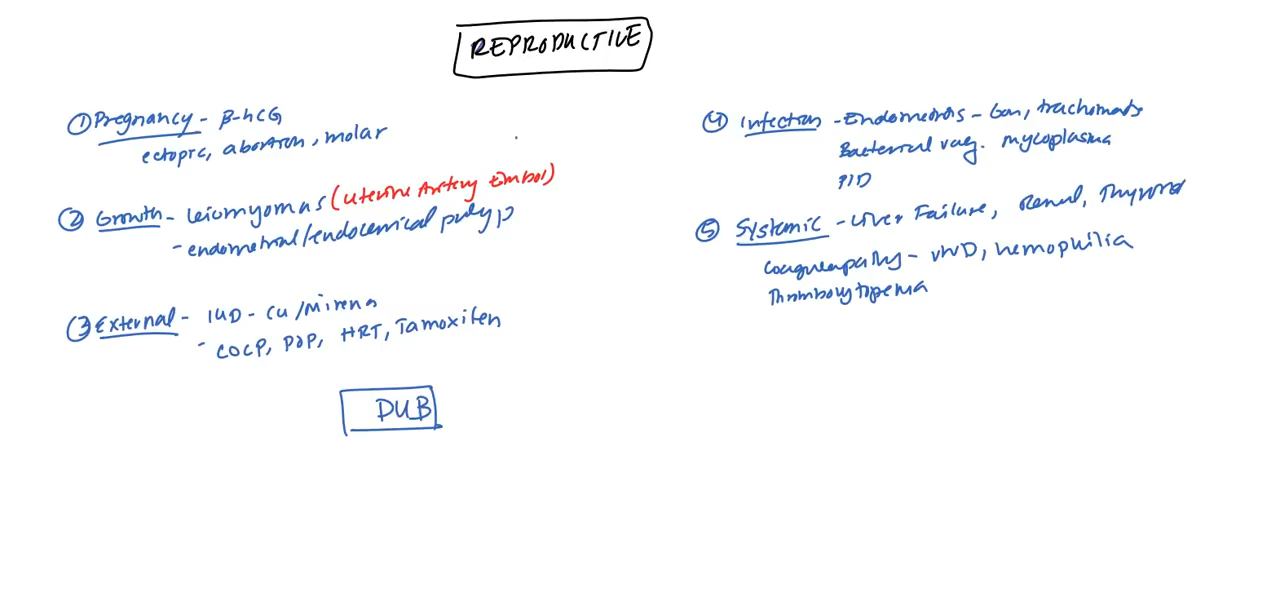 REPRODUCTIVE
① Pregnancy - β-hCG
ectopic, abortion, molar
② Growth - Leiomyomas (Uterine Artery Embol)
- endometrial/endocervical polyp
③ External - IUD - Cu/Mirena
- COCP, POP, HRT, Tamoxifen
DUB
④ Infection - Endometritis - Gon, trachomatis
Bacterial vag. mycoplasma
PID
⑤ Systemic - Liver Failure, Renal, Thyroid
Coagulopathy - vWD, hemophilia
Thrombocytopenia